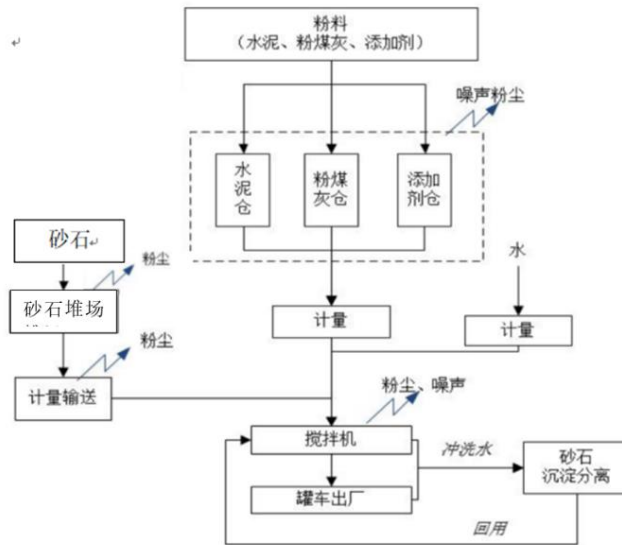 粉料
（水泥、粉煤灰、添加剂）
噪声粉尘
水
泥
仓
粉煤
灰仓
添加
剂仓
砂石
粉尘
水
砂石堆场
计量
计量
粉尘
计量输送
粉尘、噪声
搅拌机
冲洗水
砂石
沉淀分离
罐车出厂
回用